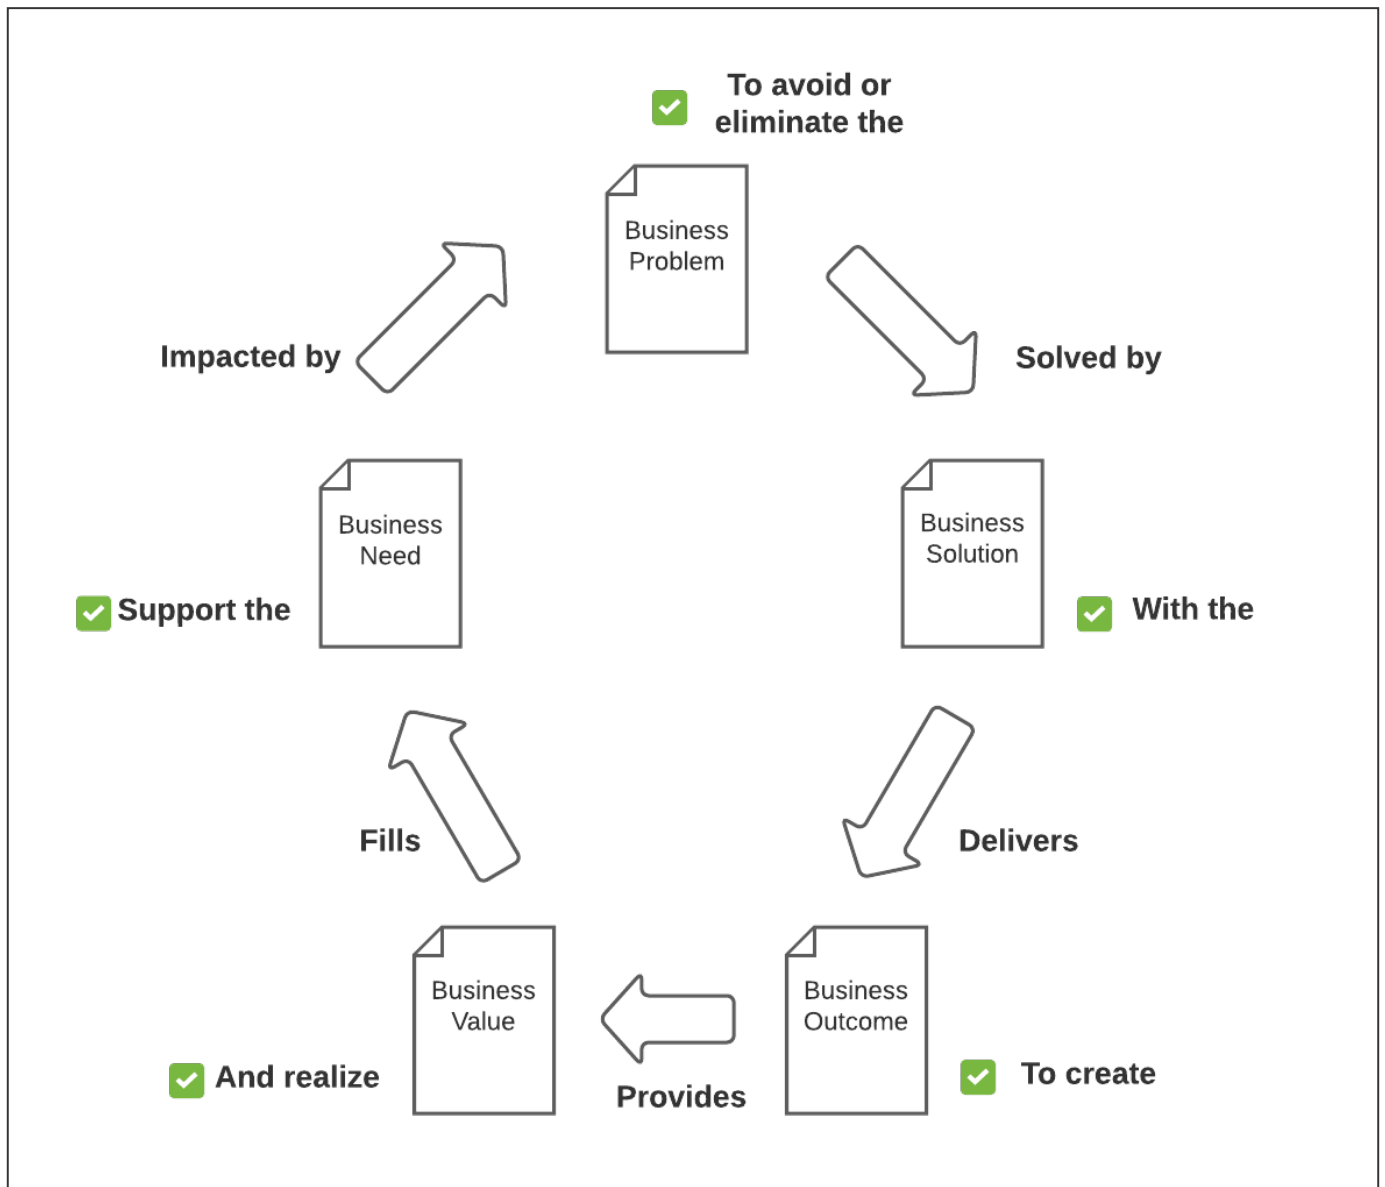 To avoid or
eliminate the
Business
Problem
Impacted by
Solved by
Business
Need
Business
Solution
Support the
With the
Fills
Delivers
Business
Value
Business
Outcome
And realize
Provides
To create